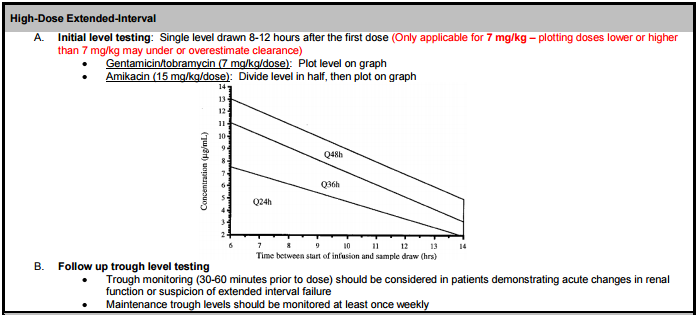 High-Dose Extended-Interval
A. Initial level testing: Single level drawn 8-12 hours after the first dose (Only applicable for 7 mg/kg – plotting doses lower or higher
than 7 mg/kg may under or overestimate clearance)
• Gentamicin/tobramycin (7 mg/kg/dose): Plot level on graph
• Amikacin (15 mg/kg/dose): Divide level in half, then plot on graph
14
13
12
11
10
9
8
7
6
5
4
3
2
Concentration (µg/mL)
Q48h
Q36h
Q24h
6 7 8 9 10 11 12 13 14
Time between start of infusion and sample draw (hrs)
B. Follow up trough level testing
• Trough monitoring (30-60 minutes prior to dose) should be considered in patients demonstrating acute changes in renal
function or suspicion of extended interval failure
• Maintenance trough levels should be monitored at least once weekly